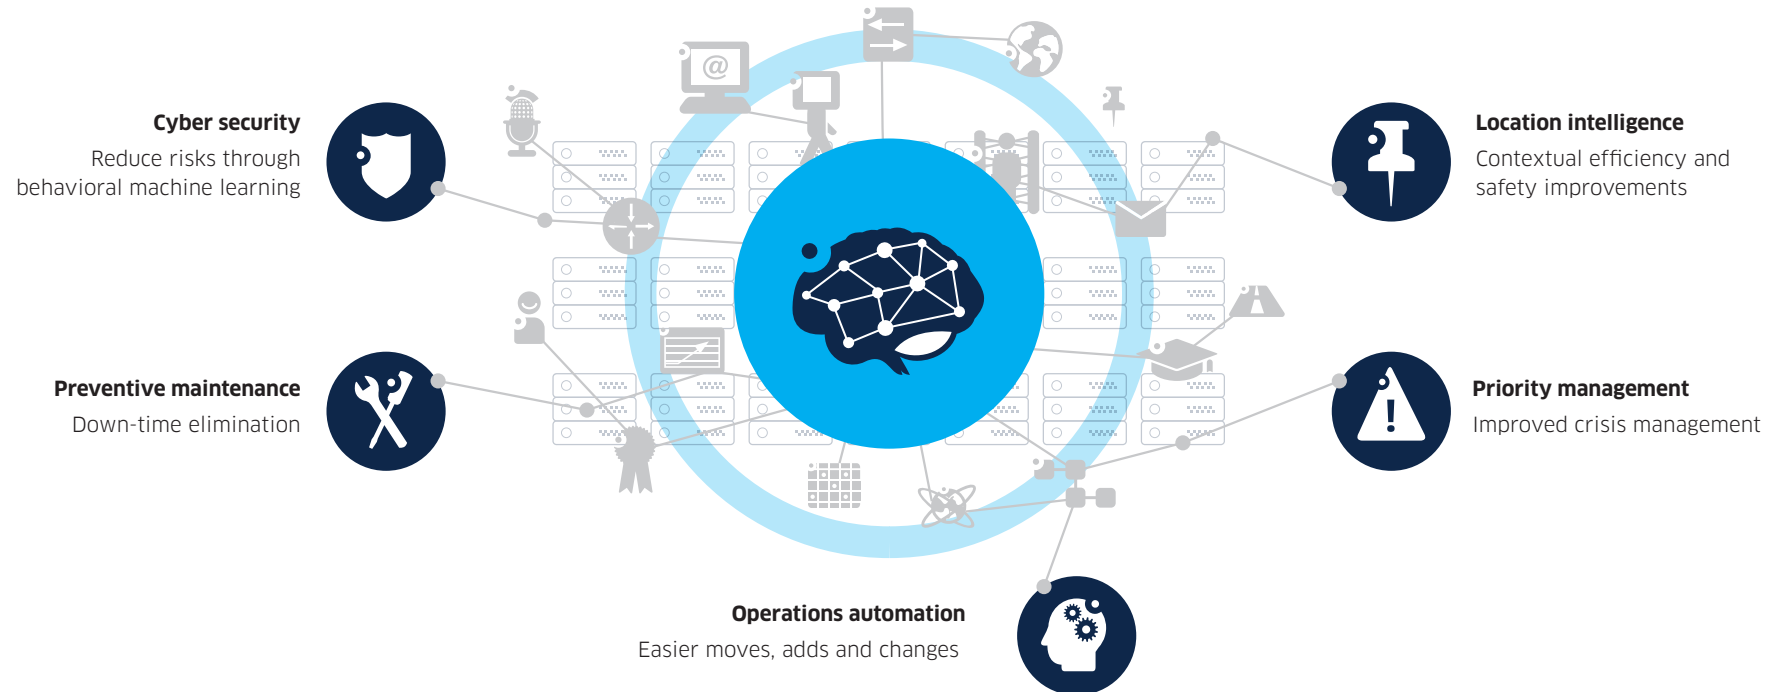 Cyber security
Reduce risks through
behavioral machine learning
Location intelligence
Contextual efficiency and
safety improvements
Preventive maintenance
Down-time elimination
Priority management
Improved crisis management
Operations automation
Easier moves, adds and changes
@
!